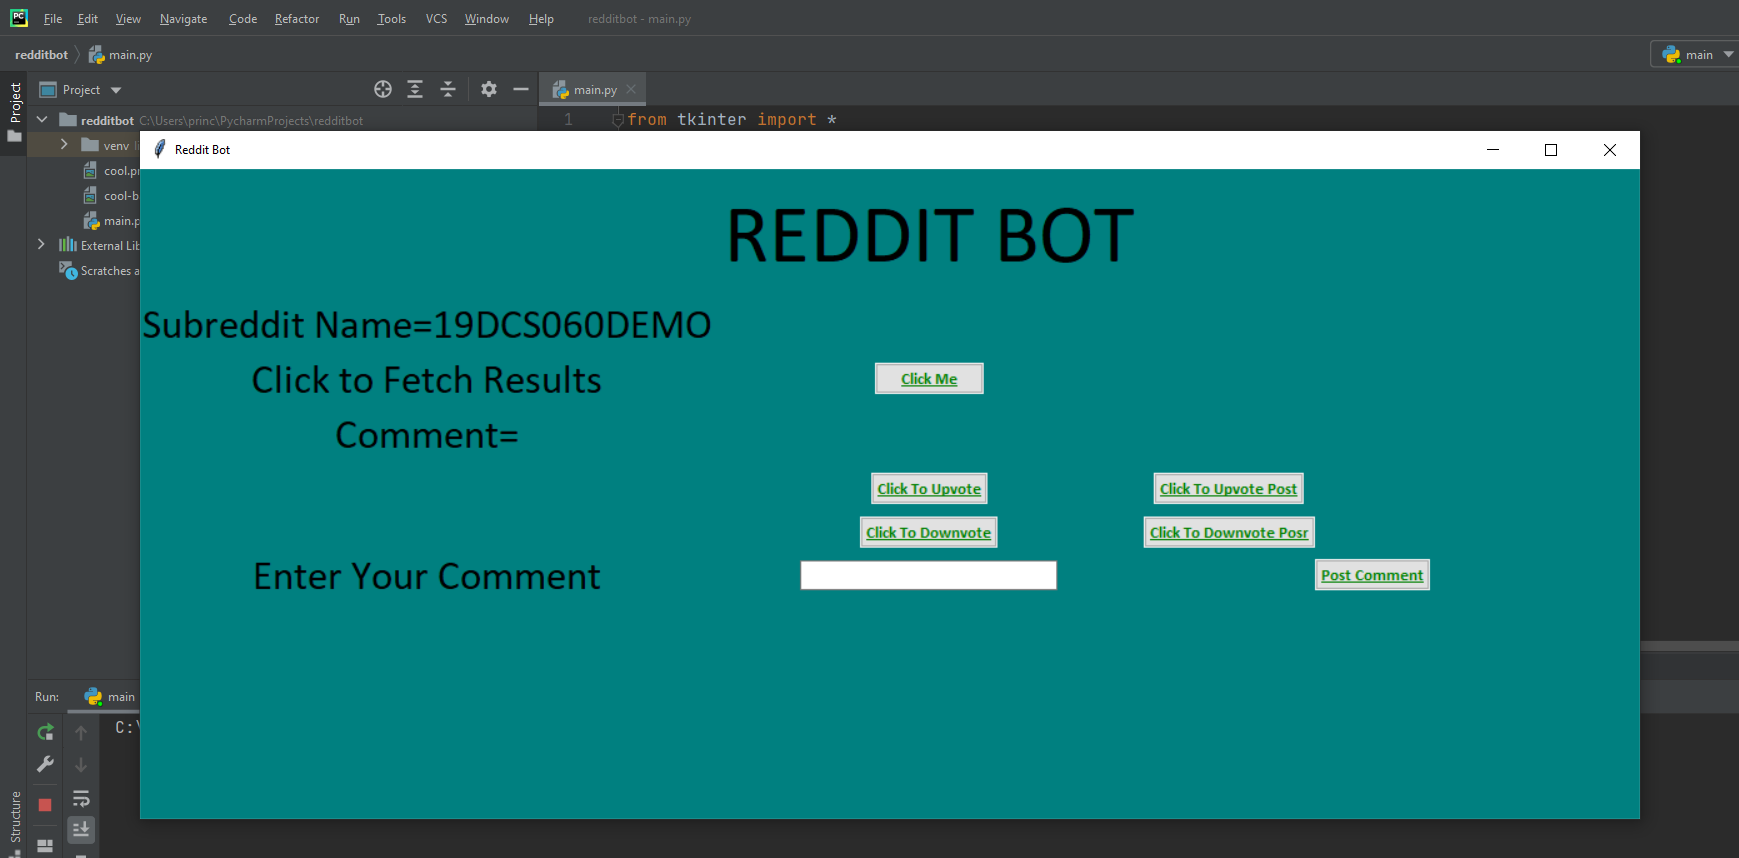 PC File Edit View Navigate Code Refactor Run Tools VCS Window Help redditbot - main.py
redditbot main.py main
Project Project main.py
redditbot C:\Users\princ\PycharmProjects\redditbot 1 from tkinter import *
Reddit Bot
venv li
cool.pr
cool-b
main.p
External Lib
Scratches a
REDDIT BOT
Subreddit Name=19DCS060DEMO
Click to Fetch Results Click Me
Comment=
Click To Upvote Click To Upvote Post
Click To Downvote Click To Downvote Posr
Enter Your Comment Post Comment
Run: main
C:\
Structure